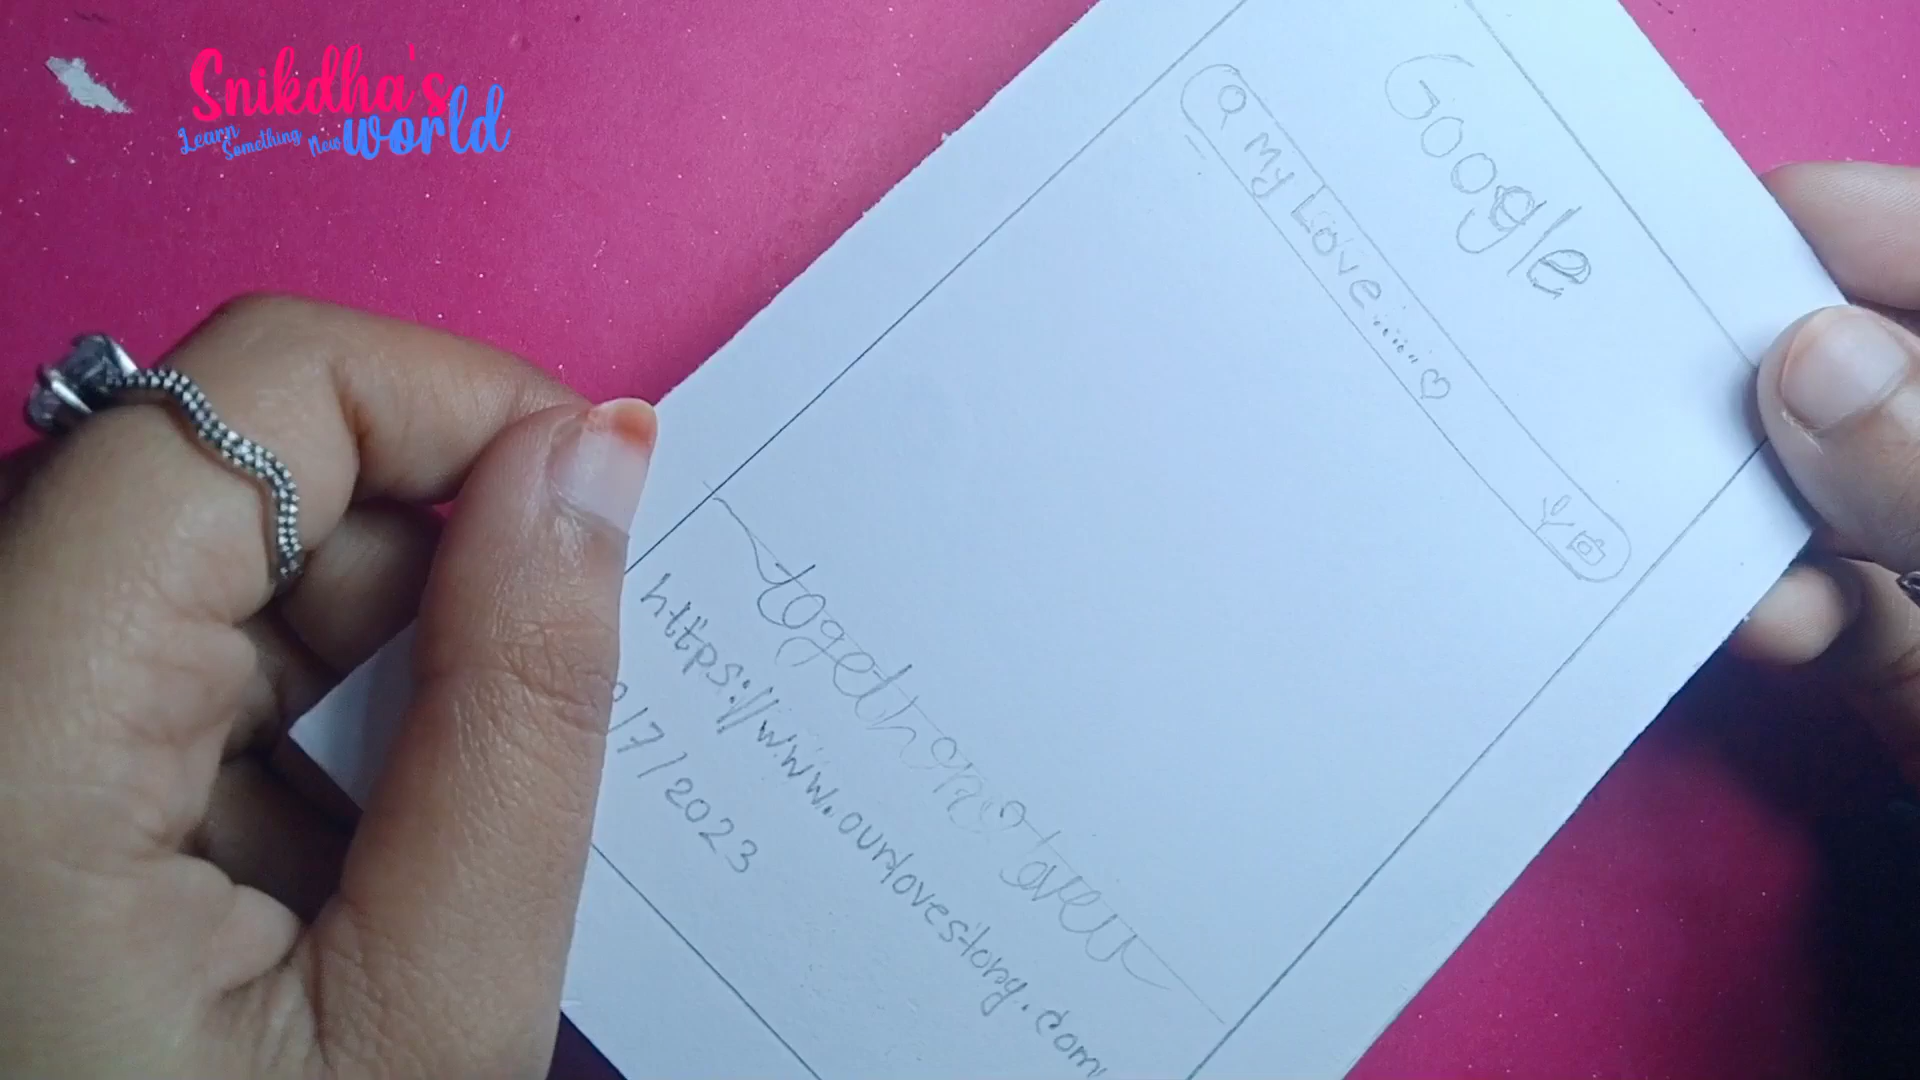 Snikdha's
Learn Something New world
Google
My Love.......♡
together forever
https://www.ourlovestory.com
/7/2023